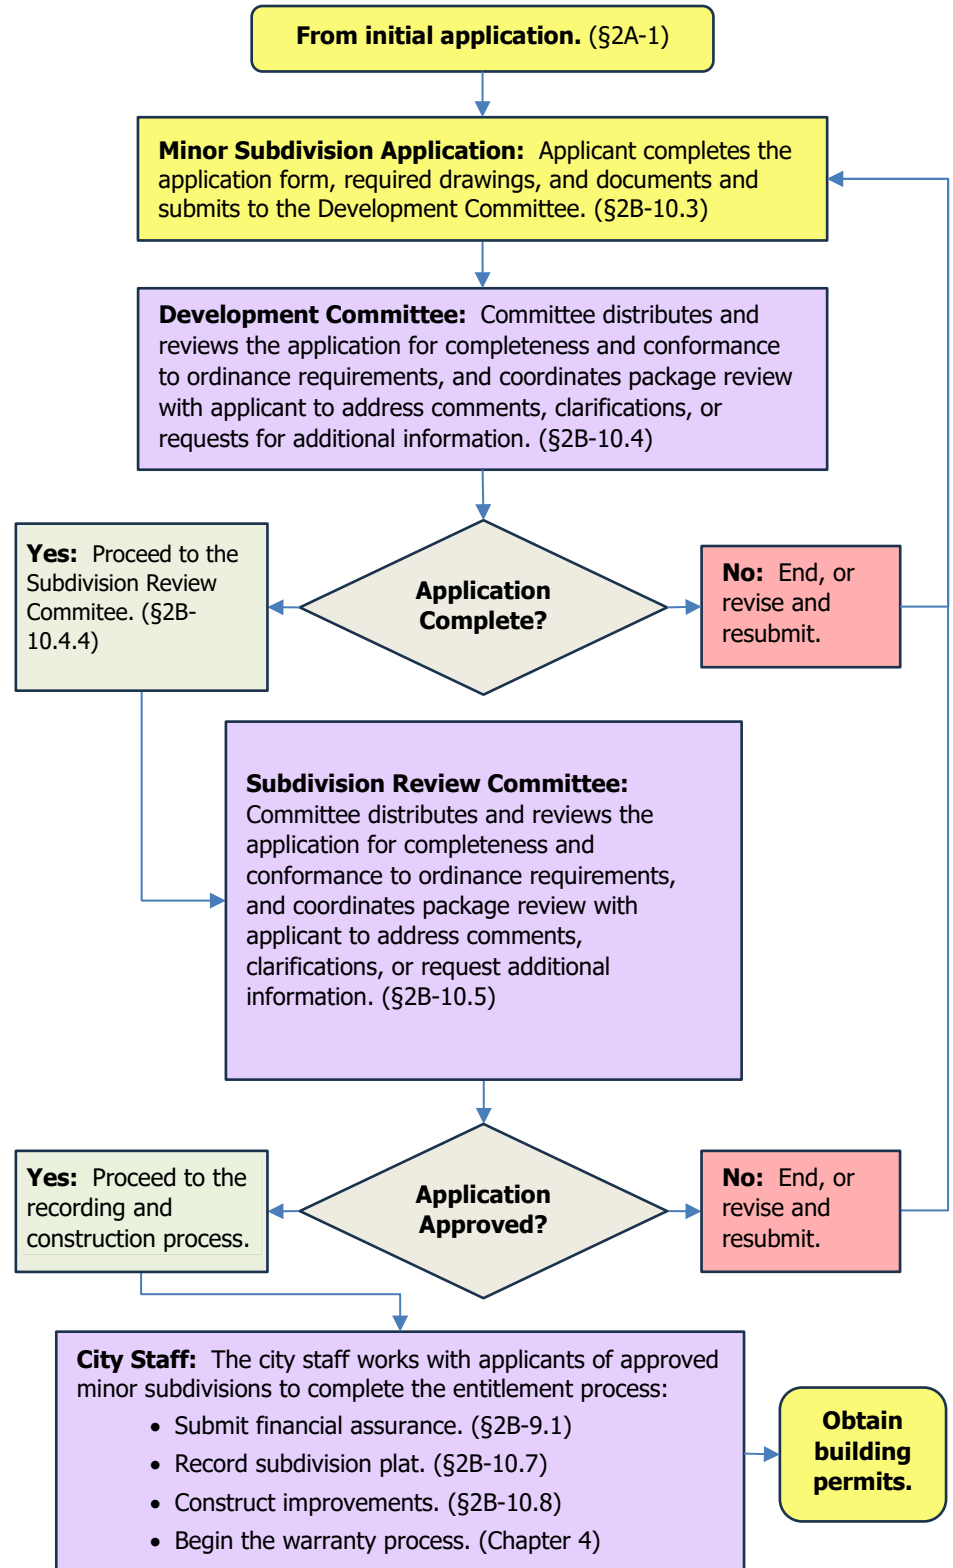 From initial application. (§2A-1)
Minor Subdivision Application: Applicant completes the
application form, required drawings, and documents and
submits to the Development Committee. (§2B-10.3)
Development Committee: Committee distributes and
reviews the application for completeness and conformance
to ordinance requirements, and coordinates package review
with applicant to address comments, clarifications, or
requests for additional information. (§2B-10.4)
Yes: Proceed to the
Subdivision Review
Commitee. (§2B-
10.4.4)
Application
Complete?
No: End, or
revise and
resubmit.
Subdivision Review Committee:
Committee distributes and reviews the
application for completeness and
conformance to ordinance requirements,
and coordinates package review with
applicant to address comments,
clarifications, or request additional
information. (§2B-10.5)
Yes: Proceed to the
recording and
construction process.
Application
Approved?
No: End, or
revise and
resubmit.
City Staff: The city staff works with applicants of approved
minor subdivisions to complete the entitlement process:
• Submit financial assurance. (§2B-9.1)
• Record subdivision plat. (§2B-10.7)
• Construct improvements. (§2B-10.8)
• Begin the warranty process. (Chapter 4)
Obtain
building
permits.